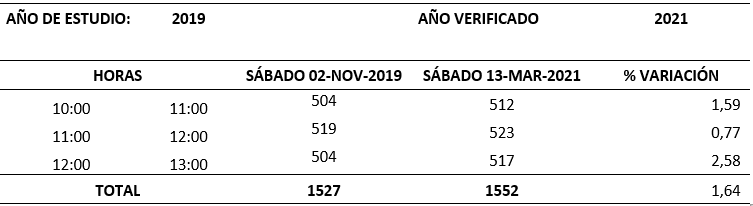 AÑO DE ESTUDIO: 2019 AÑO VERIFICADO 2021
HORAS SÁBADO 02-NOV-2019 SÁBADO 13-MAR-2021 % VARIACIÓN
10:00 11:00 504 512 1,59
11:00 12:00 519 523 0,77
12:00 13:00 504 517 2,58
TOTAL 1527 1552 1,64